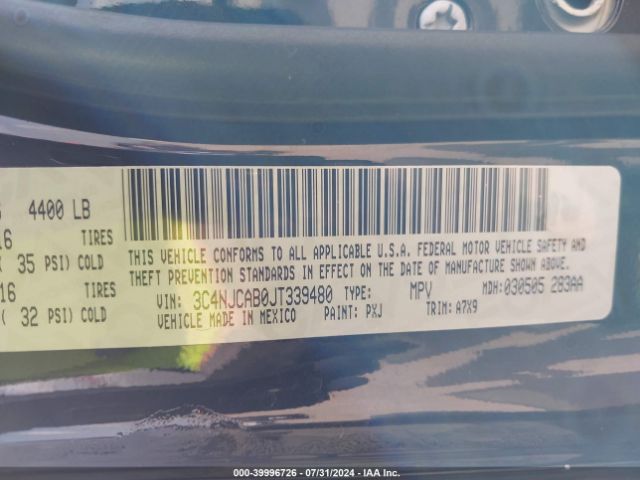 4400 LB
16 TIRES
35 PSI) COLD
16 TIRES
( 32 PSI) COLD
THIS VEHICLE CONFORMS TO ALL APPLICABLE U.S.A. FEDERAL MOTOR VEHICLE SAFETY AND
THEFT PREVENTION STANDARDS IN EFFECT ON THE DATE OF MANUFACTURE SHOWN ABOVE.
VIN: 3C4NJCAB0JT339480 TYPE: MPV MDH:030505 283AA
VEHICLE MADE IN MEXICO PAINT: PXJ TRIM: A7X9
000-39996726 - 07/31/2024 - IAA Inc.